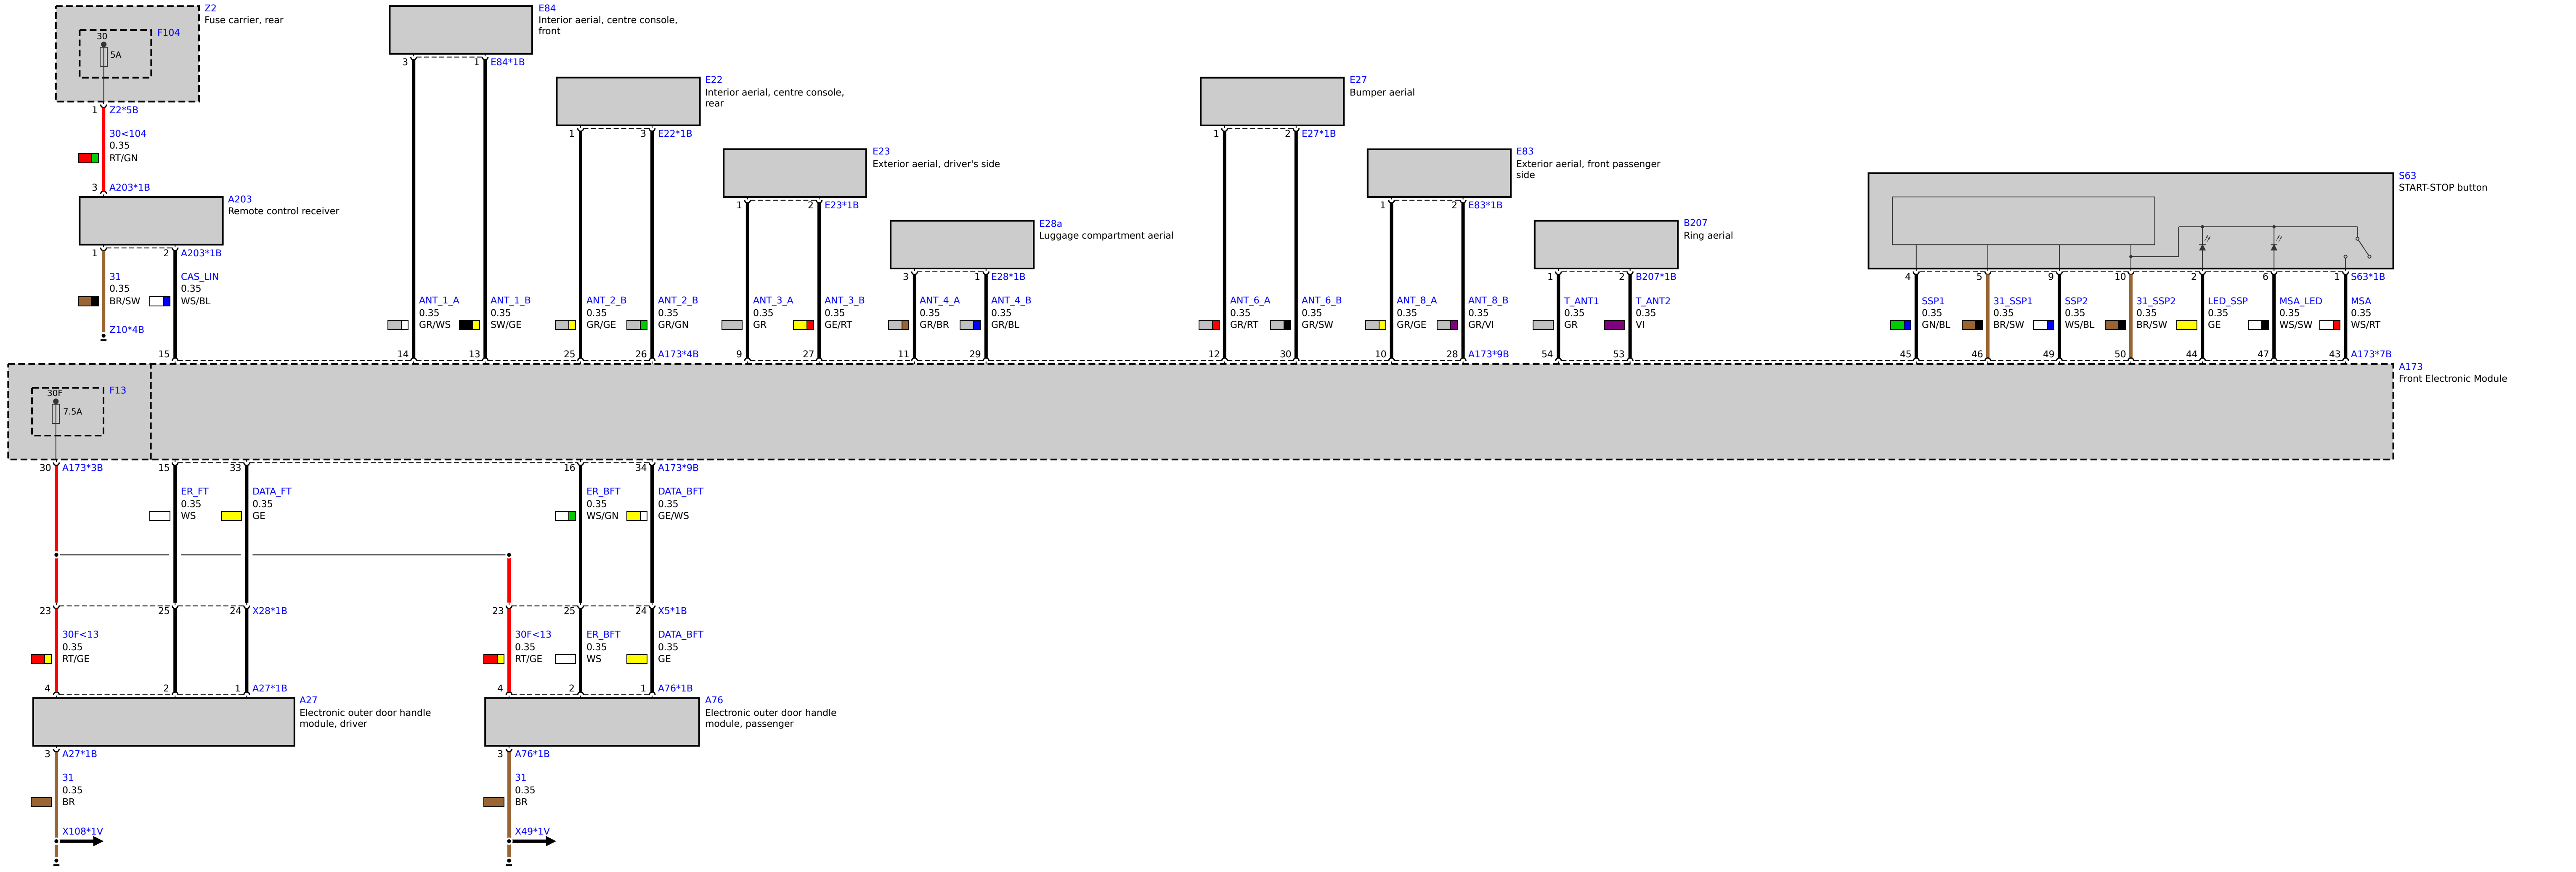 Z2
Fuse carrier, rear
30
F104
5A
1
Z2*5B
30<104
0.35
RT/GN
3
A203*1B
A203
Remote control receiver
1
2
A203*1B
31
0.35
BR/SW
CAS_LIN
0.35
WS/BL
Z10*4B
15
E84
Interior aerial, centre console,
front
3
1
E84*1B
ANT_1_A
0.35
GR/WS
ANT_1_B
0.35
SW/GE
14
13
E22
Interior aerial, centre console,
rear
1
3
E22*1B
ANT_2_B
0.35
GR/GE
ANT_2_B
0.35
GR/GN
25
26
A173*4B
E23
Exterior aerial, driver's side
1
2
E23*1B
ANT_3_A
0.35
GR
ANT_3_B
0.35
GE/RT
9
27
E28a
Luggage compartment aerial
3
1
E28*1B
ANT_4_A
0.35
GR/BR
ANT_4_B
0.35
GR/BL
11
29
E27
Bumper aerial
1
2
E27*1B
ANT_6_A
0.35
GR/RT
ANT_6_B
0.35
GR/SW
12
30
E83
Exterior aerial, front passenger
side
1
2
E83*1B
ANT_8_A
0.35
GR/GE
ANT_8_B
0.35
GR/VI
10
28
A173*9B
B207
Ring aerial
1
2
B207*1B
T_ANT1
0.35
GR
T_ANT2
0.35
VI
54
53
S63
START-STOP button
4
5
9
10
2
6
1
S63*1B
SSP1
0.35
GN/BL
31_SSP1
0.35
BR/SW
SSP2
0.35
WS/BL
31_SSP2
0.35
BR/SW
LED_SSP
0.35
GE
MSA_LED
0.35
WS/SW
MSA
0.35
WS/RT
45
46
49
50
44
47
43
A173*7B
A173
Front Electronic Module
30F
F13
7.5A
30
A173*3B
15
33
16
34
A173*9B
ER_FT
0.35
WS
DATA_FT
0.35
GE
ER_BFT
0.35
WS/GN
DATA_BFT
0.35
GE/WS
23
25
24
X28*1B
23
25
24
X5*1B
30F<13
0.35
RT/GE
30F<13
0.35
RT/GE
ER_BFT
0.35
WS
DATA_BFT
0.35
GE
4
2
1
A27*1B
4
2
1
A76*1B
A27
Electronic outer door handle
module, driver
A76
Electronic outer door handle
module, passenger
3
A27*1B
3
A76*1B
31
0.35
BR
31
0.35
BR
X108*1V
X49*1V